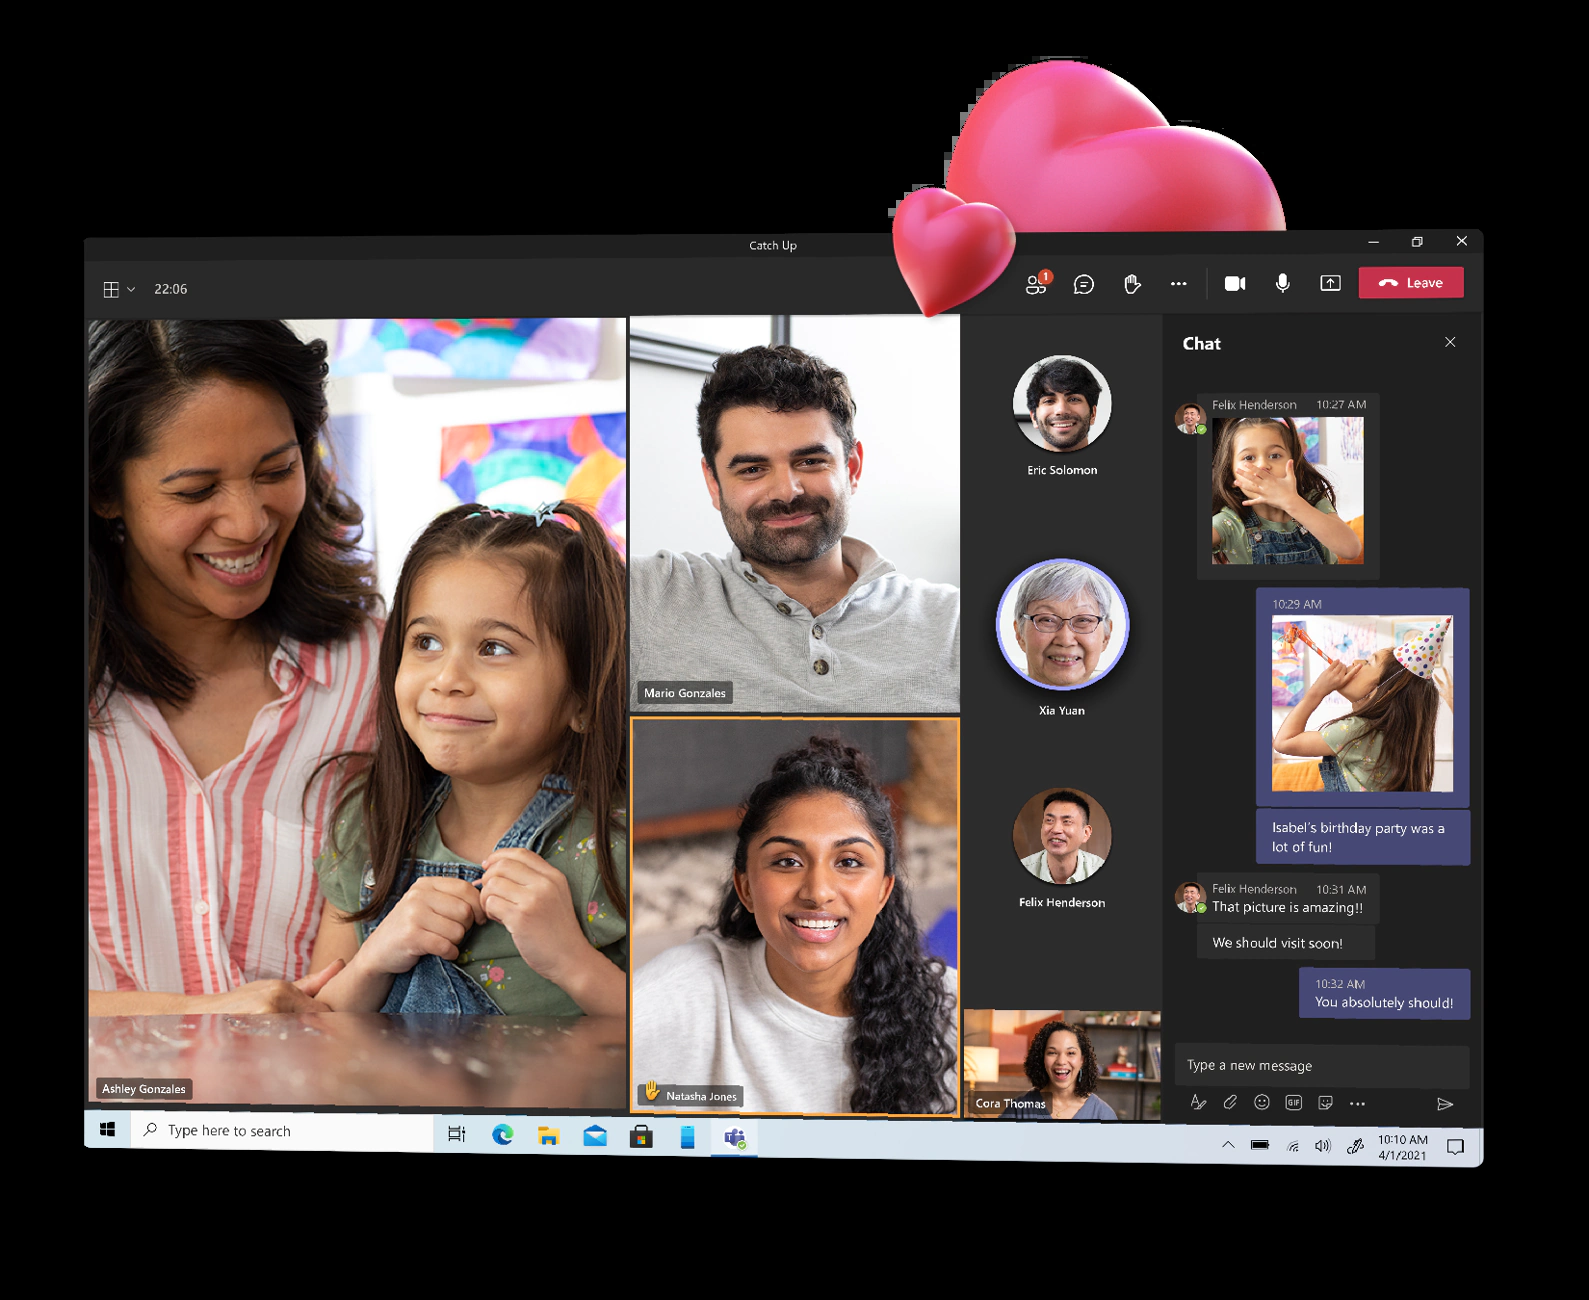 Catch Up
22:06
1
Leave
Chat
Felix Henderson 10:27 AM
10:29 AM
Isabel's birthday party was a
lot of fun!
Felix Henderson 10:31 AM
That picture is amazing!!
We should visit soon!
10:32 AM
You absolutely should!
Type a new message
GIF
Eric Solomon
Xia Yuan
Felix Henderson
Cora Thomas
Mario Gonzales
Natasha Jones
Ashley Gonzales
Type here to search
10:10 AM
4/1/2021